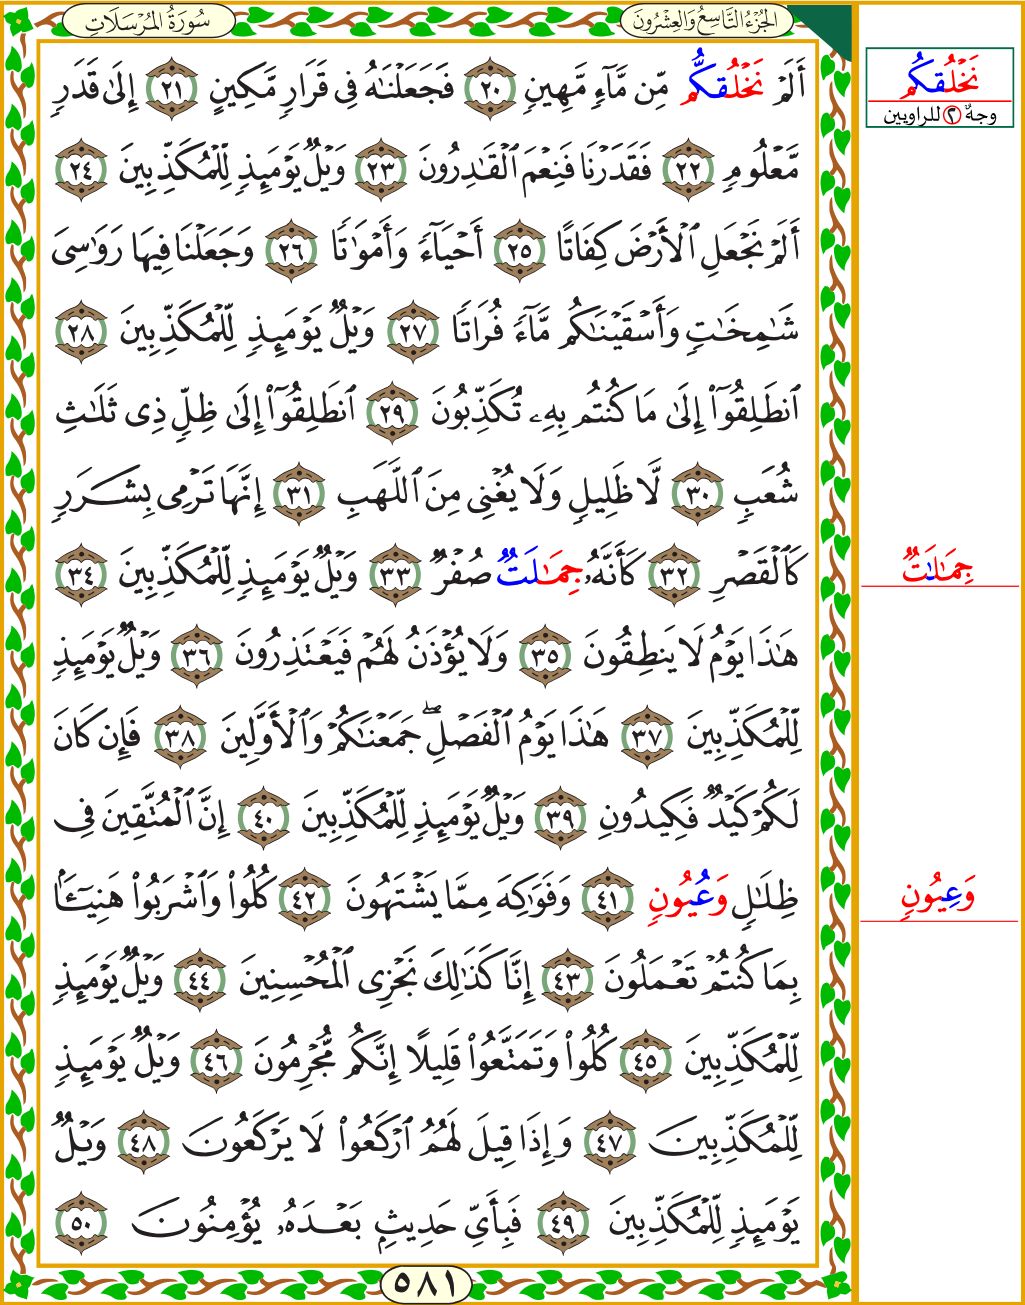 سُورَةُ المُرْسَلَاتِ
الجُزْءُ التَّاسِعُ وَالعِشْرُونَ
أَلَمْ نَخْلُقكُّم مِّن مَّآءٖ مَّهِينٖ ٢٠ فَجَعَلْنَٰهُ فِي قَرَارٖ مَّكِينٍ ٢١ إِلَىٰ قَدَرٖ
مَّعْلُومٖ ٢٢ فَقَدَرْنَا فَنِعْمَ ٱلْقَٰدِرُونَ ٢٣ وَيْلٌ يَوْمَئِذٖ لِّلْمُكَذِّبِينَ ٢٤
أَلَمْ نَجْعَلِ ٱلْأَرْضَ كِفَاتًا ٢٥ أَحْيَآءٗ وَأَمْوَٰتٗا ٢٦ وَجَعَلْنَا فِيهَا رَوَٰسِيَ
شَٰمِخَٰتٖ وَأَسْقَيْنَٰكُم مَّآءٗ فُرَاتٗا ٢٧ وَيْلٌ يَوْمَئِذٖ لِّلْمُكَذِّبِينَ ٢٨
ٱنطَلِقُوٓا۟ إِلَىٰ مَا كُنتُم بِهِۦ تُكَذِّبُونَ ٢٩ ٱنطَلِقُوٓا۟ إِلَىٰ ظِلّٖ ذِي ثَلَٰثِ
شُعَبٖ ٣٠ لَّا ظَلِيلٖ وَلَا يُغْنِي مِنَ ٱللَّهَبِ ٣١ إِنَّهَا تَرْمِي بِشَرَرٖ
كَٱلْقَصْرِ ٣٢ كَأَنَّهُۥ جِمَٰلَتٌ صُفْرٌ ٣٣ وَيْلٌ يَوْمَئِذٖ لِّلْمُكَذِّبِينَ ٣٤
هَٰذَا يَوْمُ لَا يَنطِقُونَ ٣٥ وَلَا يُؤْذَنُ لَهُمْ فَيَعْتَذِرُونَ ٣٦ وَيْلٌ يَوْمَئِذٖ
لِّلْمُكَذِّبِينَ ٣٧ هَٰذَا يَوْمُ ٱلْفَصْلِۖ جَمَعْنَٰكُمْ وَٱلْأَوَّلِينَ ٣٨ فَإِن كَانَ
لَكُمْ كَيْدٌ فَكِيدُونِ ٣٩ وَيْلٌ يَوْمَئِذٖ لِّلْمُكَذِّبِينَ ٤٠ إِنَّ ٱلْمُتَّقِينَ فِي
ظِلَٰلٖ وَعُيُونٖ ٤١ وَفَوَٰكِهَ مِمَّا يَشْتَهُونَ ٤٢ كُلُوا۟ وَٱشْرَبُوا۟ هَنِيٓـَٔۢا
بِمَا كُنتُمْ تَعْمَلُونَ ٤٣ إِنَّا كَذَٰلِكَ نَجْزِي ٱلْمُحْسِنِينَ ٤٤ وَيْلٌ يَوْمَئِذٖ
لِّلْمُكَذِّبِينَ ٤٥ كُلُوا۟ وَتَمَتَّعُوا۟ قَلِيلًا إِنَّكُم مُّجْرِمُونَ ٤٦ وَيْلٌ يَوْمَئِذٖ
لِّلْمُكَذِّبِينَ ٤٧ وَإِذَا قِيلَ لَهُمُ ٱرْكَعُوا۟ لَا يَرْكَعُونَ ٤٨ وَيْلٌ
يَوْمَئِذٖ لِّلْمُكَذِّبِينَ ٤٩ فَبِأَيِّ حَدِيثِۭ بَعْدَهُۥ يُؤْمِنُونَ ٥٠
٥٨١
نَخْلُقكُم
وجهٌ ٢ للراويين
جِمَٰلَٰتٌ
وَعِيُونٖ